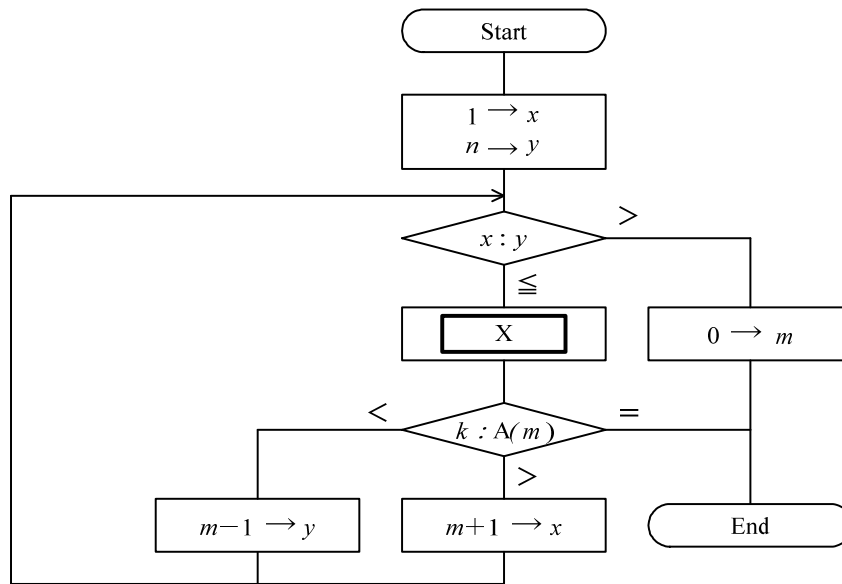 Start
1 → x
n → y
>
x : y
≦
X
0 → m
<
k : A(m)
=
>
m−1 → y
m+1 → x
End